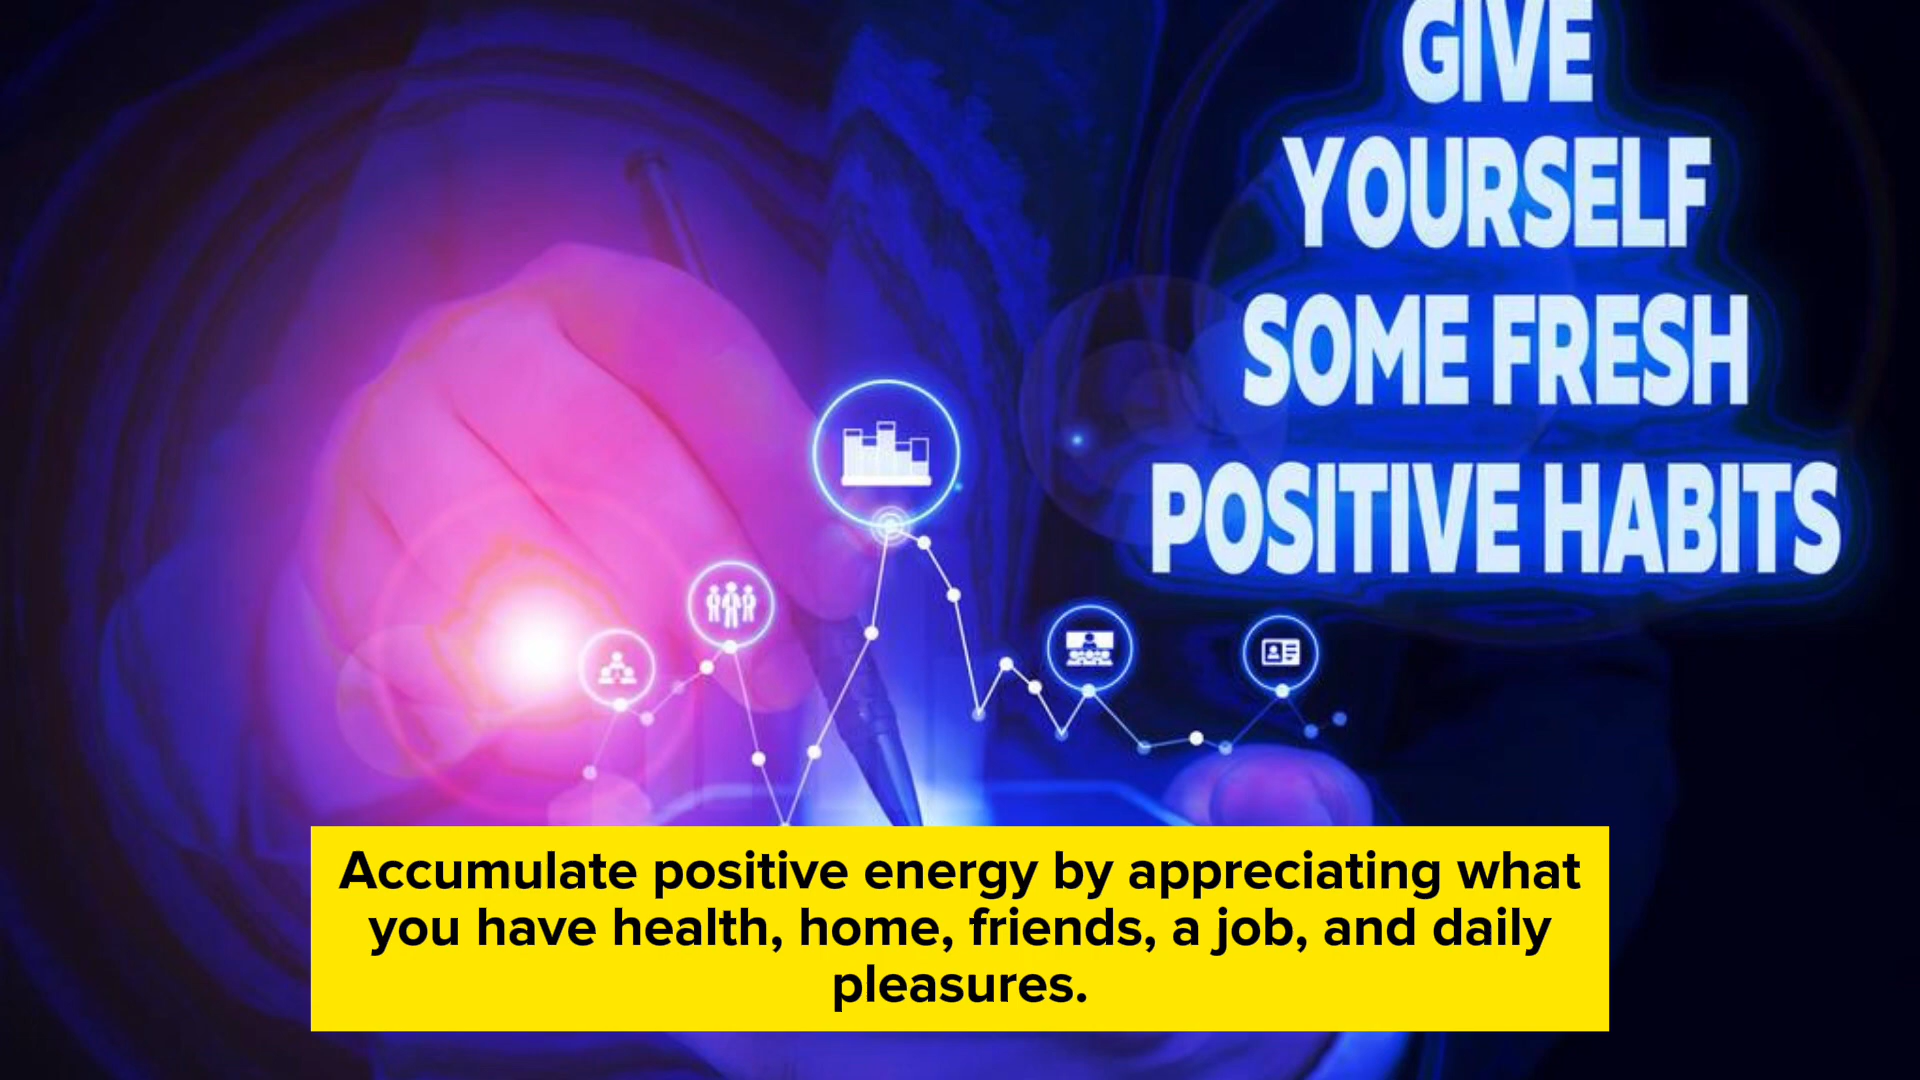 GIVE
YOURSELF
SOME FRESH
POSITIVE HABITS
Accumulate positive energy by appreciating what
you have health, home, friends, a job, and daily
pleasures.